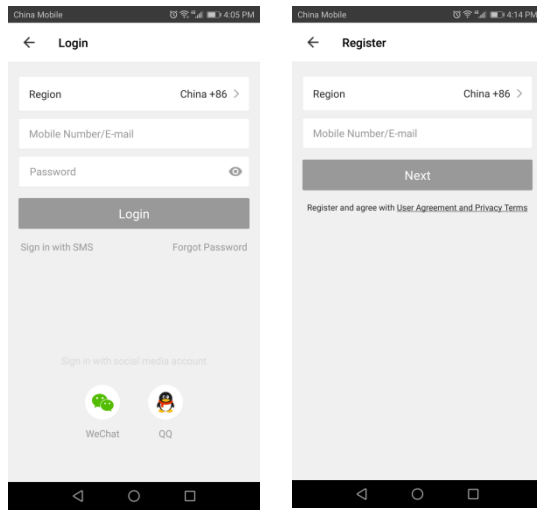 China Mobile 4:05 PM
Login
Region China +86
Mobile Number/E-mail
Password
Login
Sign in with SMS Forgot Password
Sign in with social media account
WeChat QQ
China Mobile 4:14 PM
Register
Region China +86
Mobile Number/E-mail
Next
Register and agree with User Agreement and Privacy Terms